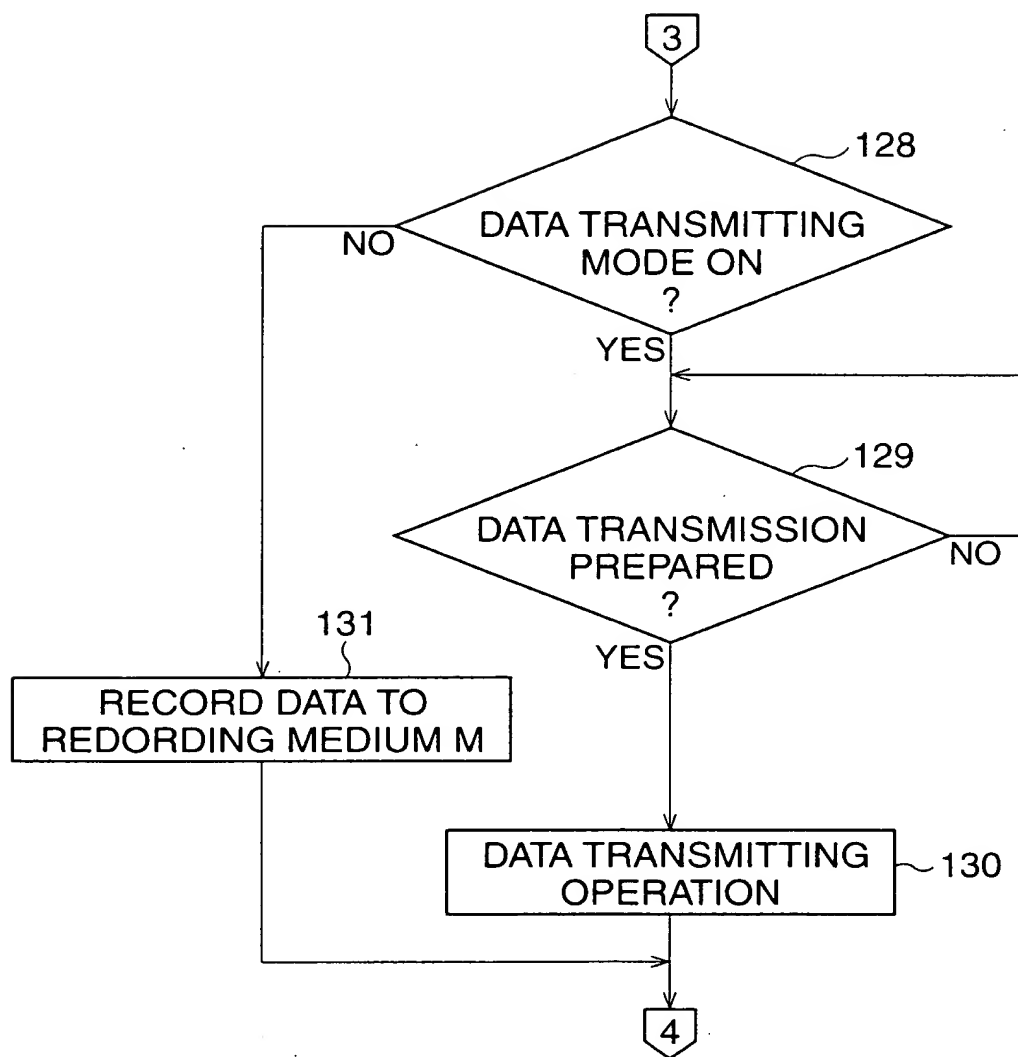 3
128
DATA TRANSMITTING
MODE ON
?
NO
YES
129
DATA TRANSMISSION
PREPARED
?
NO
YES
131
RECORD DATA TO
REDORDING MEDIUM M
DATA TRANSMITTING
OPERATION
130
4